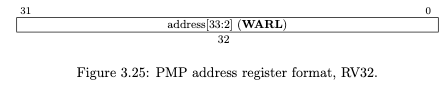 31 0
address[33:2] (WARL)
32
Figure 3.25: PMP address register format, RV32.